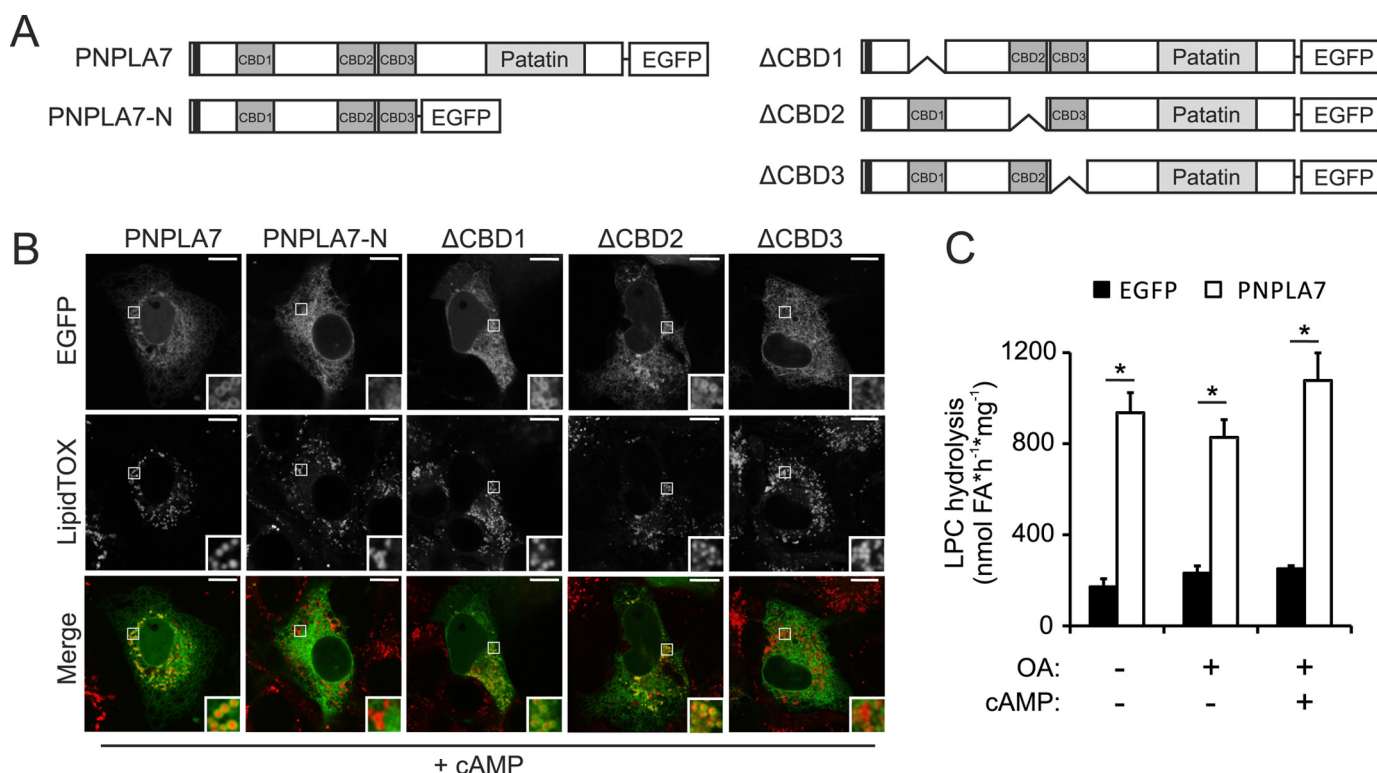 A
PNPLA7 CBD1 CBD2 CBD3 Patatin EGFP
PNPLA7-N CBD1 CBD2 CBD3 EGFP
ΔCBD1 CBD2 CBD3 Patatin EGFP
ΔCBD2 CBD1 CBD3 Patatin EGFP
ΔCBD3 CBD1 CBD2 Patatin EGFP
B
PNPLA7 PNPLA7-N ΔCBD1 ΔCBD2 ΔCBD3
EGFP
LipidTOX
Merge
+ cAMP
C
EGFP PNPLA7
LPC hydrolysis
(nmol FA*h⁻¹*mg⁻¹)
1200
800
400
0
* * *
OA: - + +
cAMP: - - +